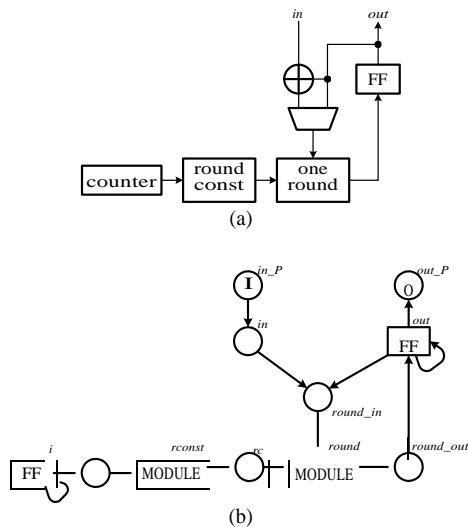 in out
FF
counter round const one round
(a)
in_P out_P
I O
in out
FF
round_in
i rconst rc round round_out
FF MODULE MODULE
(b)